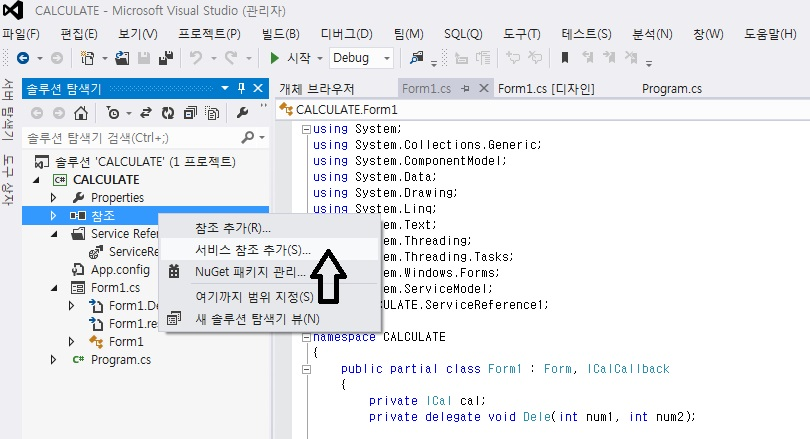 CALCULATE - Microsoft Visual Studio (관리자)
파일(F) 편집(E) 보기(V) 프로젝트(P) 빌드(B) 디버그(D) 팀(M) SQL(Q) 도구(T) 테스트(S) 분석(N) 창(W) 도움말(H)
시작 Debug
서버 탐색기
도구 상자
솔루션 탐색기
솔루션 탐색기 검색(Ctrl+;)
솔루션 'CALCULATE' (1 프로젝트)
C# CALCULATE
Properties
참조
Service Refe
ServiceRe
App.config
Form1.cs
Form1.De
Form1.re
Form1
C# Program.cs
참조 추가(R)...
서비스 참조 추가(S)...
NuGet 패키지 관리...
여기까지 범위 지정(S)
새 솔루션 탐색기 뷰(N)
개체 브라우저 Form1.cs Form1.cs [디자인] Program.cs
CALCULATE.Form1
using System;
using System.Collections.Generic;
using System.ComponentModel;
using System.Data;
using System.Drawing;
using System.Linq;
em.Text;
em.Threading;
em.Threading.Tasks;
em.Windows.Forms;
em.ServiceModel;
ULATE.ServiceReference1;
namespace CALCULATE
{
public partial class Form1 : Form, ICalCallback
{
private ICal cal;
private delegate void Dele(int num1, int num2);